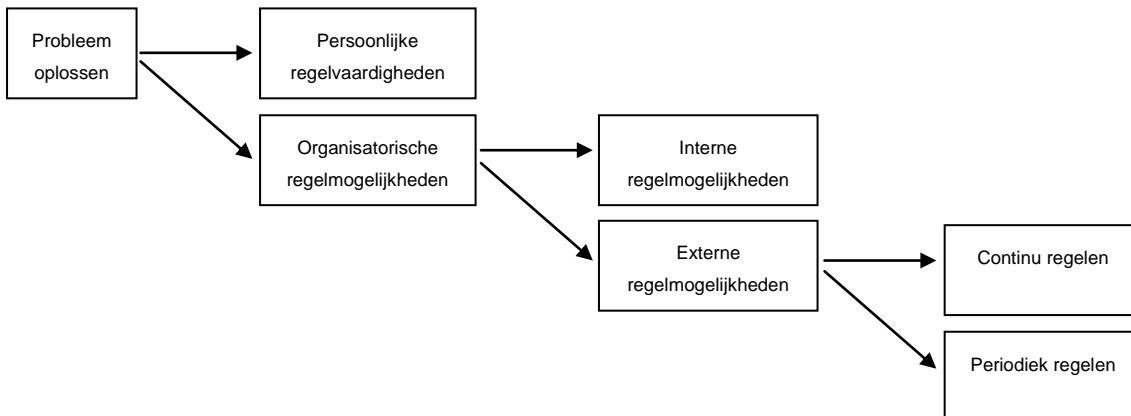 Probleem
oplossen
Persoonlijke
regelvaardigheden
Organisatorische
regelmogelijkheden
Interne
regelmogelijkheden
Externe
regelmogelijkheden
Continu regelen
Periodiek regelen